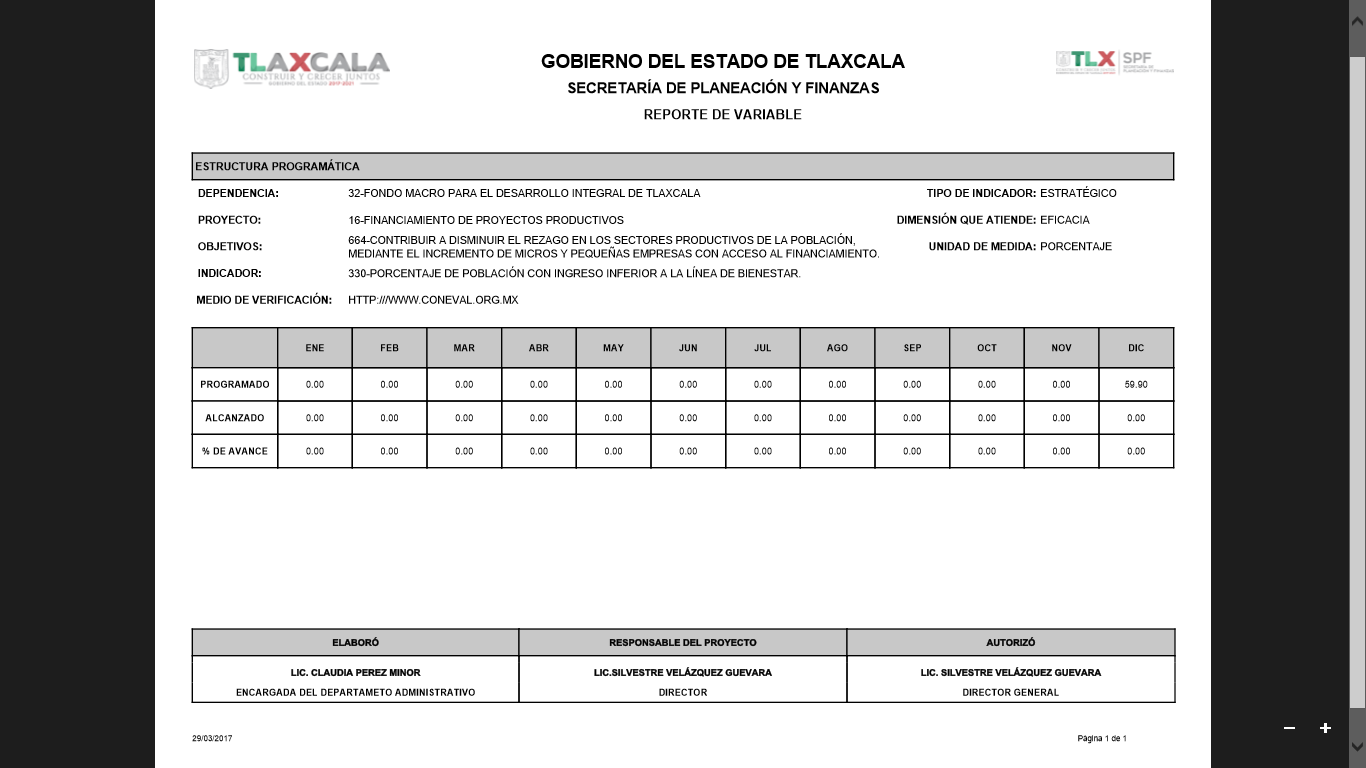 TLAXCALA
CONSTRUIR Y CRECER JUNTOS
GOBIERNO DEL ESTADO 2017-2021
GOBIERNO DEL ESTADO DE TLAXCALA
SECRETARÍA DE PLANEACIÓN Y FINANZAS
REPORTE DE VARIABLE
TLX SPF
SECRETARÍA DE
PLANEACIÓN Y FINANZAS
ESTRUCTURA PROGRAMÁTICA
DEPENDENCIA: 32-FONDO MACRO PARA EL DESARROLLO INTEGRAL DE TLAXCALA TIPO DE INDICADOR: ESTRATÉGICO
PROYECTO: 16-FINANCIAMIENTO DE PROYECTOS PRODUCTIVOS DIMENSIÓN QUE ATIENDE: EFICACIA
OBJETIVOS: 664-CONTRIBUIR A DISMINUIR EL REZAGO EN LOS SECTORES PRODUCTIVOS DE LA POBLACIÓN, UNIDAD DE MEDIDA: PORCENTAJE
MEDIANTE EL INCREMENTO DE MICROS Y PEQUEÑAS EMPRESAS CON ACCESO AL FINANCIAMIENTO.
INDICADOR: 330-PORCENTAJE DE POBLACIÓN CON INGRESO INFERIOR A LA LÍNEA DE BIENESTAR.
MEDIO DE VERIFICACIÓN: HTTP:///WWW.CONEVAL.ORG.MX
ENE FEB MAR ABR MAY JUN JUL AGO SEP OCT NOV DIC
PROGRAMADO 0.00 0.00 0.00 0.00 0.00 0.00 0.00 0.00 0.00 0.00 0.00 59.90
ALCANZADO 0.00 0.00 0.00 0.00 0.00 0.00 0.00 0.00 0.00 0.00 0.00 0.00
% DE AVANCE 0.00 0.00 0.00 0.00 0.00 0.00 0.00 0.00 0.00 0.00 0.00 0.00
ELABORÓ RESPONSABLE DEL PROYECTO AUTORIZÓ
LIC. CLAUDIA PEREZ MINOR LIC.SILVESTRE VELÁZQUEZ GUEVARA LIC. SILVESTRE VELÁZQUEZ GUEVARA
ENCARGADA DEL DEPARTAMETO ADMINISTRATIVO DIRECTOR DIRECTOR GENERAL
29/03/2017 Página 1 de 1